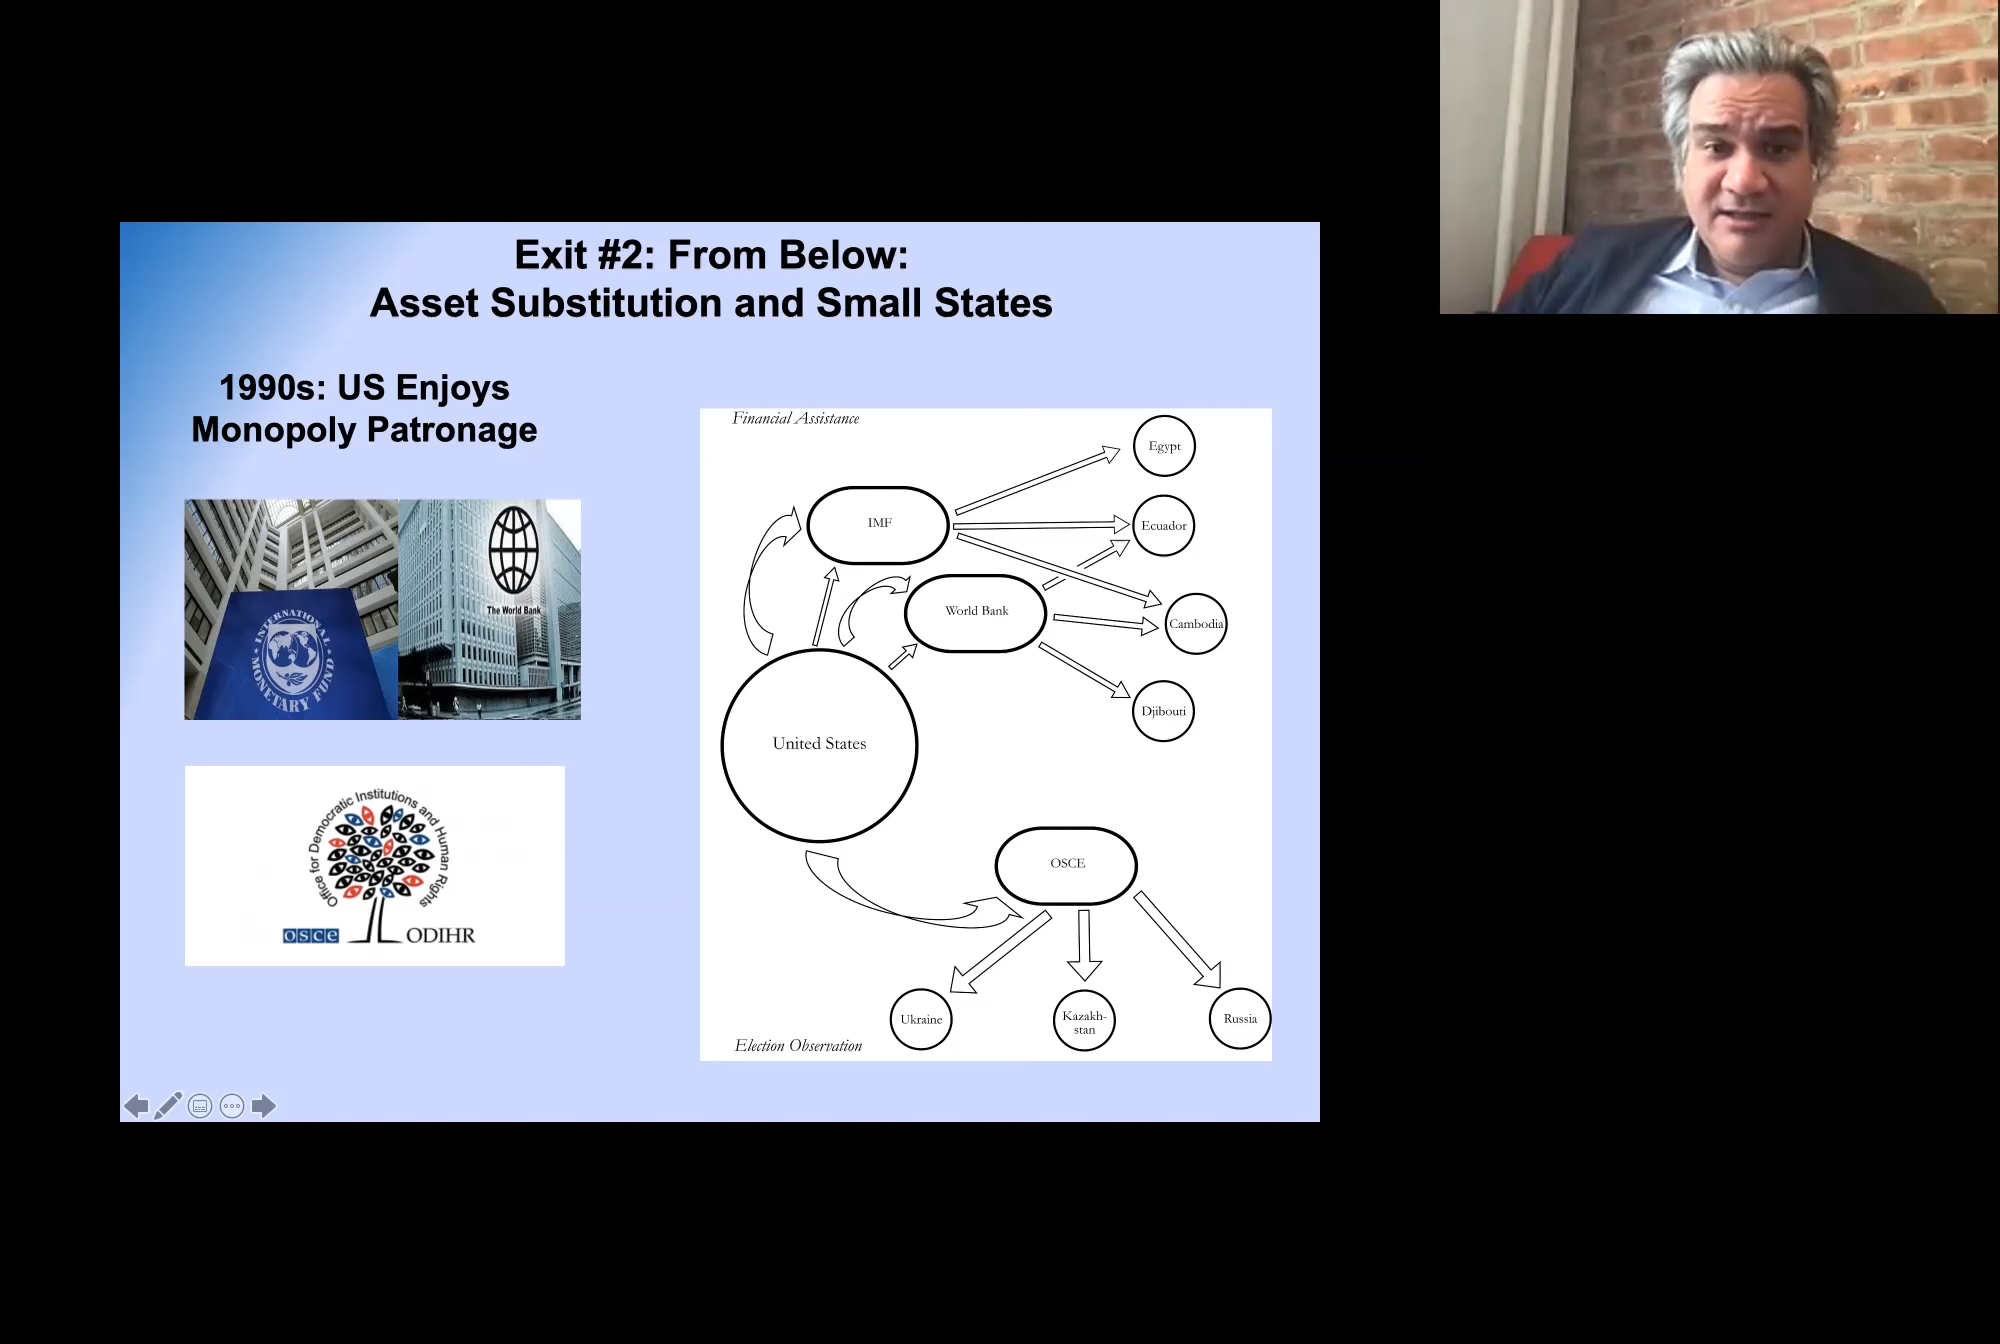 Exit #2: From Below:
Asset Substitution and Small States
1990s: US Enjoys
Monopoly Patronage
INTERNATIONAL
MONETARY FUND
The World Bank
Office for Democratic Institutions and Human Rights
osce
ODIHR
Financial Assistance
Egypt
IMF
Ecuador
World Bank
Cambodia
Djibouti
United States
OSCE
Ukraine
Kazakh-
stan
Russia
Election Observation